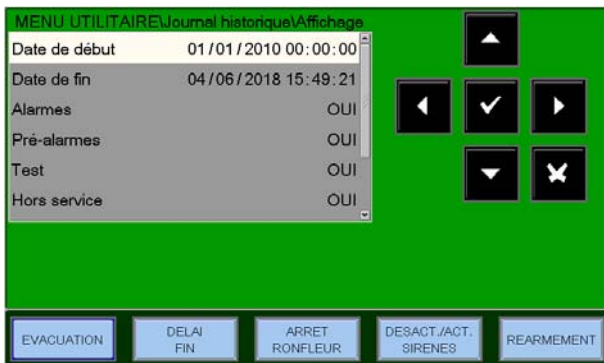 MENU UTILITAIRE\Journal historique\Affichage
Date de début 01/01/2010 00:00:00
Date de fin 04/06/2018 15:49:21
Alarmes OUI
Pré-alarmes OUI
Test OUI
Hors service OUI
EVACUATION
DELAI
FIN
ARRET
RONFLEUR
DESACT./ACT.
SIRENES
REARMEMENT